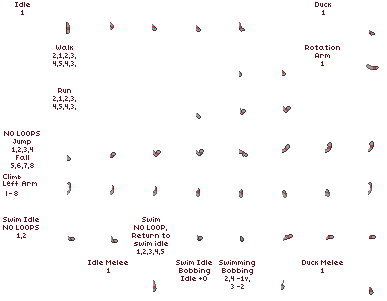 Idle
1
Duck
1
Walk
2,1,2,3,
4,5,4,3,
Rotation
Arm
1
Run
2,1,2,3,
4,5,4,3,
NO LOOPS
Jump
1,2,3,4
Fall
5,6,7,8
Climb
Left Arm
1-8
Swim Idle
NO LOOPS
1,2
Swim
NO LOOP,
Return to
swim idle
1,2,3,4,5
Swim Idle
Bobbing
Idle +0
Swimming
Bobbing
2,4 -1v,
3 -2
Idle Melee
1
Duck Melee
1